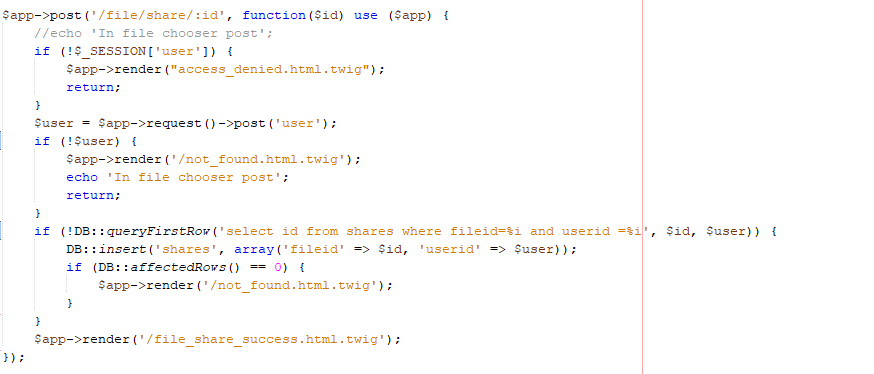 $app->post('/file/share/:id', function($id) use ($app) {
    //echo 'In file chooser post';
    if (!$_SESSION['user']) {
        $app->render("access_denied.html.twig");
        return;
    }
    $user = $app->request()->post('user');
    if (!$user) {
        $app->render('/not_found.html.twig');
        echo 'In file chooser post';
        return;
    }
    if (!DB::queryFirstRow('select id from shares where fileid=%i and userid =%i', $id, $user)) {
        DB::insert('shares', array('fileid' => $id, 'userid' => $user));
        if (DB::affectedRows() == 0) {
            $app->render('/not_found.html.twig');
        }
    }
    $app->render('/file_share_success.html.twig');
});